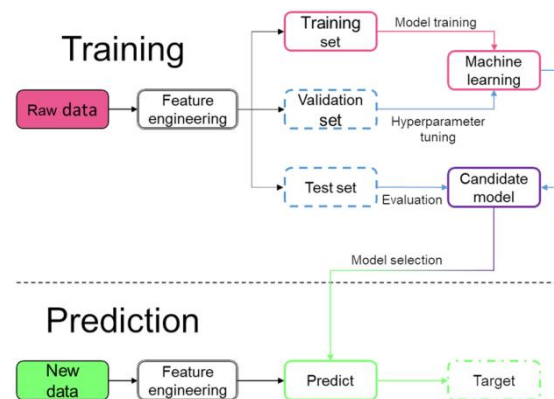 Training
Training
set
Model training
Machine
learning
Raw data
Feature
engineering
Validation
set
Hyperparameter
tuning
Test set
Evaluation
Candidate
model
Model selection
Prediction
New
data
Feature
engineering
Predict
Target